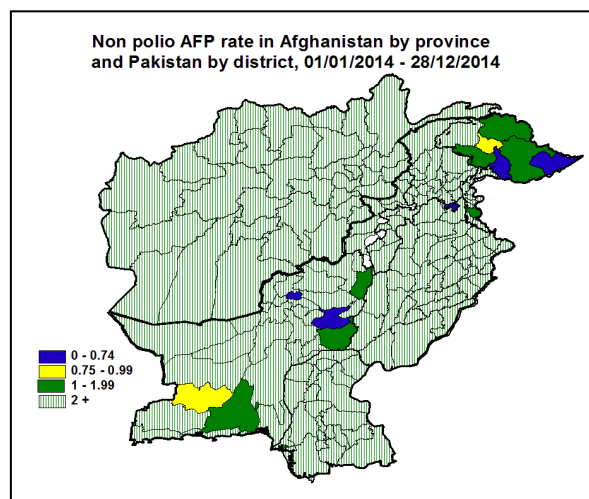 Non polio AFP rate in Afghanistan by province
and Pakistan by district, 01/01/2014 - 28/12/2014
0 - 0.74
0.75 - 0.99
1 - 1.99
2 +